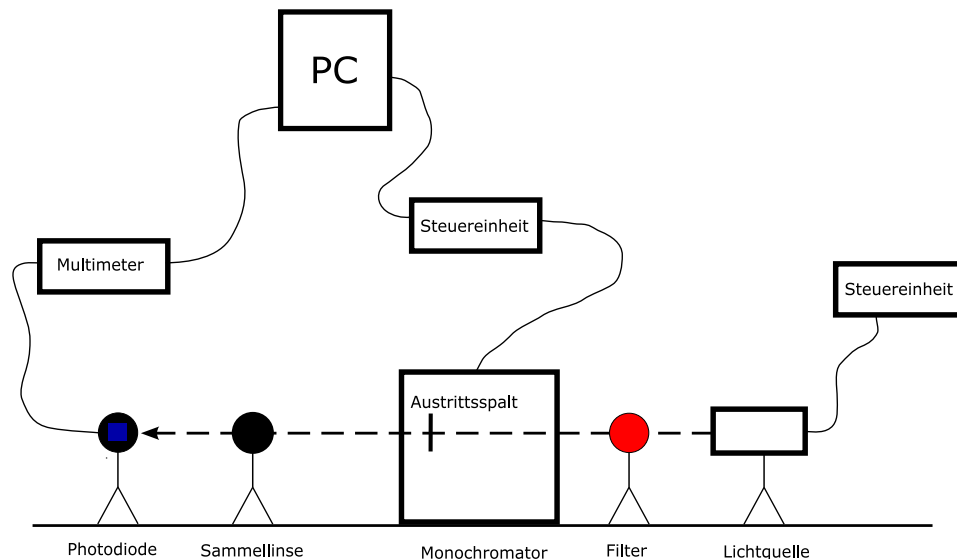 PC
Steuereinheit
Multimeter
Steuereinheit
Austrittsspalt
Photodiode
Sammellinse
Monochromator
Filter
Lichtquelle